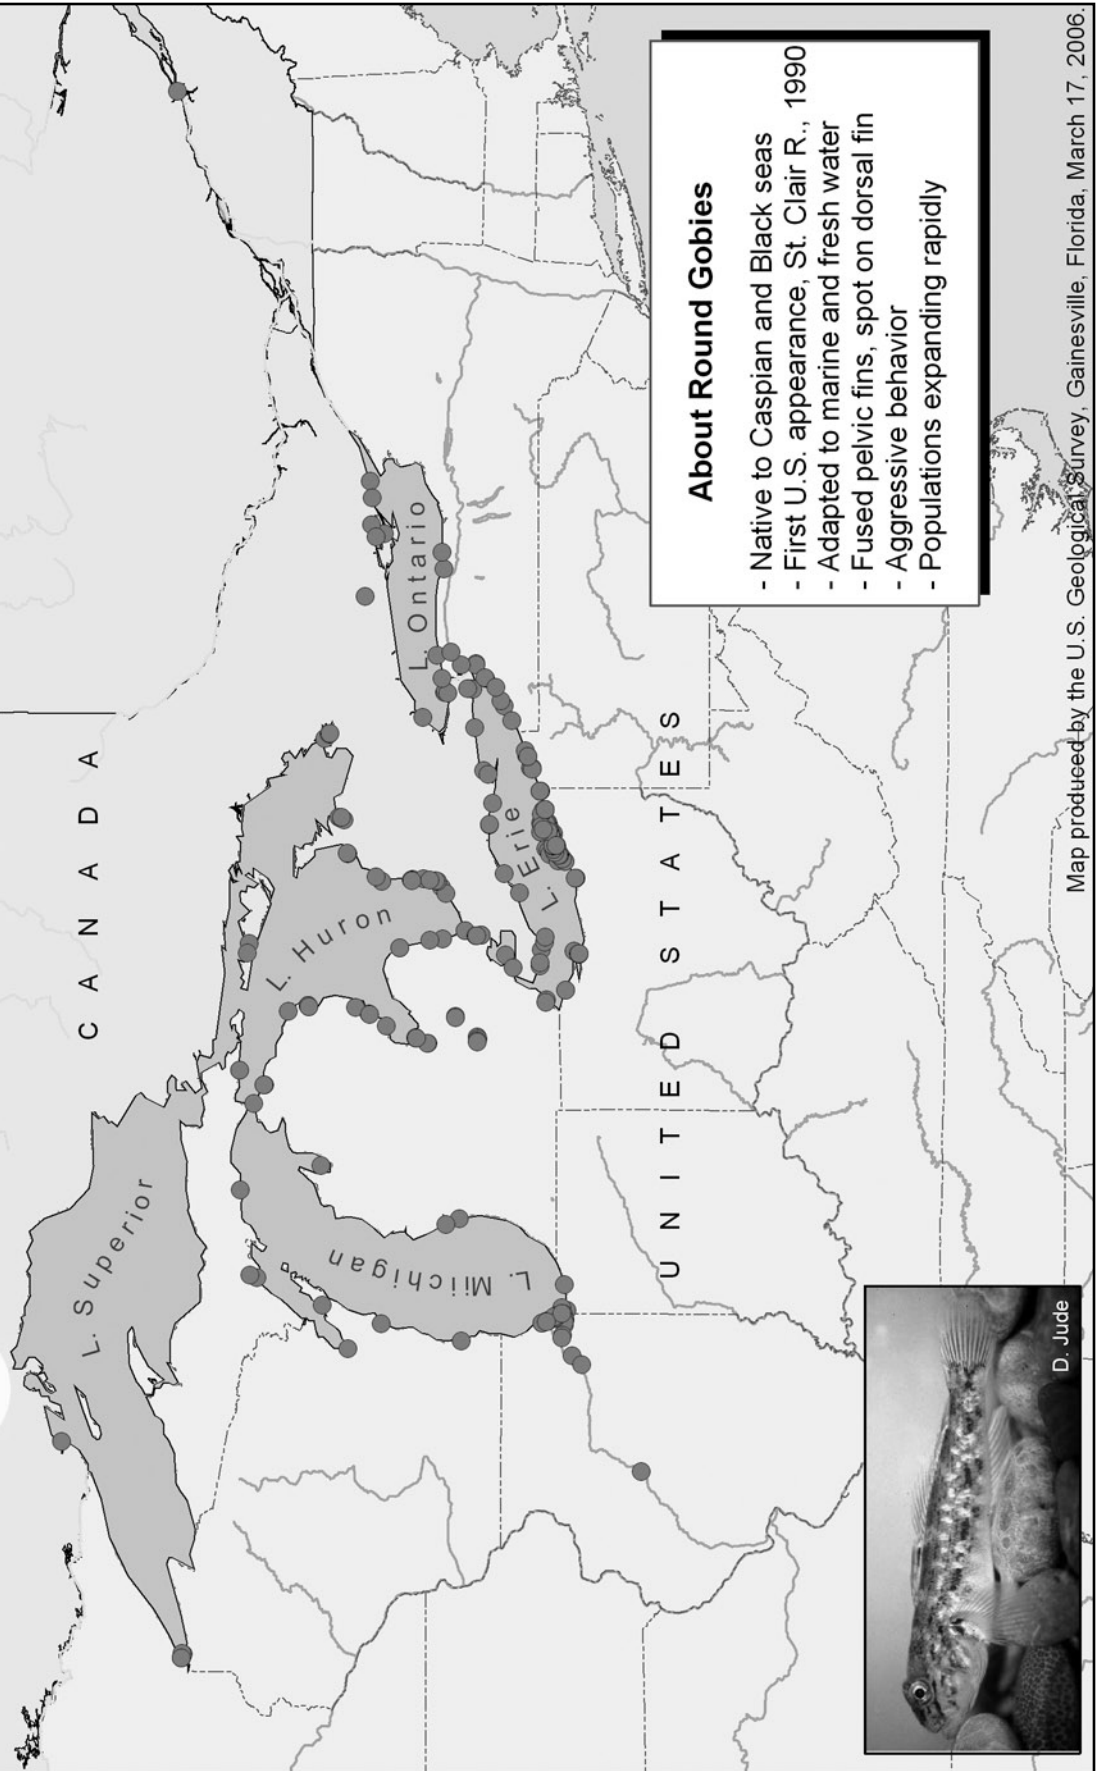 C A N A D A
L. Superior
L. Huron
L. Ontario
L. Miichigan
L. Erie
U N I T E D S T A T E S
About Round Gobies
- Native to Caspian and Black seas
- First U.S. appearance, St. Clair R., 1990
- Adapted to marine and fresh water
- Fused pelvic fins, spot on dorsal fin
- Aggressive behavior
- Populations expanding rapidly
D. Jude
Map produced by the U.S. Geological Survey, Gainesville, Florida, March 17, 2006.